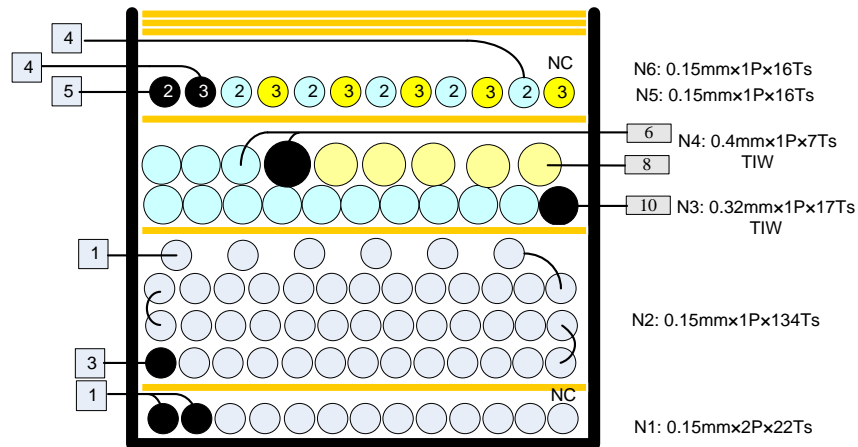 4
NC
4
N6: 0.15mm×1P×16Ts
5
2 3 2 3 2 3 2 3 2 3 2 3
N5: 0.15mm×1P×16Ts
6
N4: 0.4mm×1P×7Ts
TIW
8
10
N3: 0.32mm×1P×17Ts
TIW
1
N2: 0.15mm×1P×134Ts
3
1
NC
N1: 0.15mm×2P×22Ts